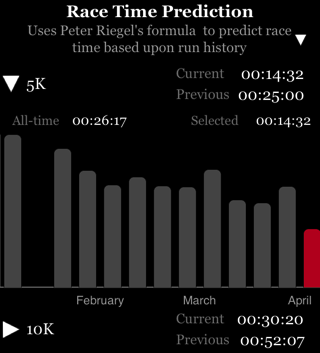 Race Time Prediction
Uses Peter Riegel's formula to predict race
time based upon run history
5K
Current 00:14:32
Previous 00:25:00
All-time 00:26:17 Selected 00:14:32
February March April
10K
Current 00:30:20
Previous 00:52:07